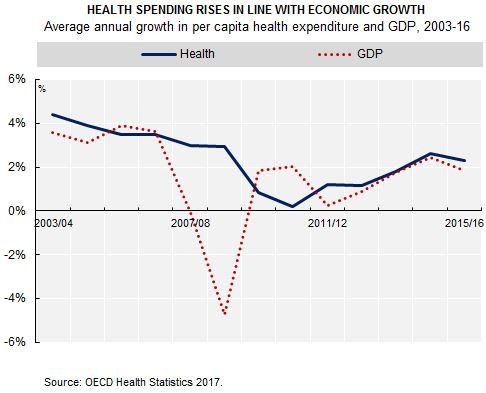 HEALTH SPENDING RISES IN LINE WITH ECONOMIC GROWTH
Average annual growth in per capita health expenditure and GDP, 2003-16
Health GDP
6%
%
4%
2%
0%
2003/04 2007/08 2011/12 2015/16
-2%
-4%
-6%
Source: OECD Health Statistics 2017.